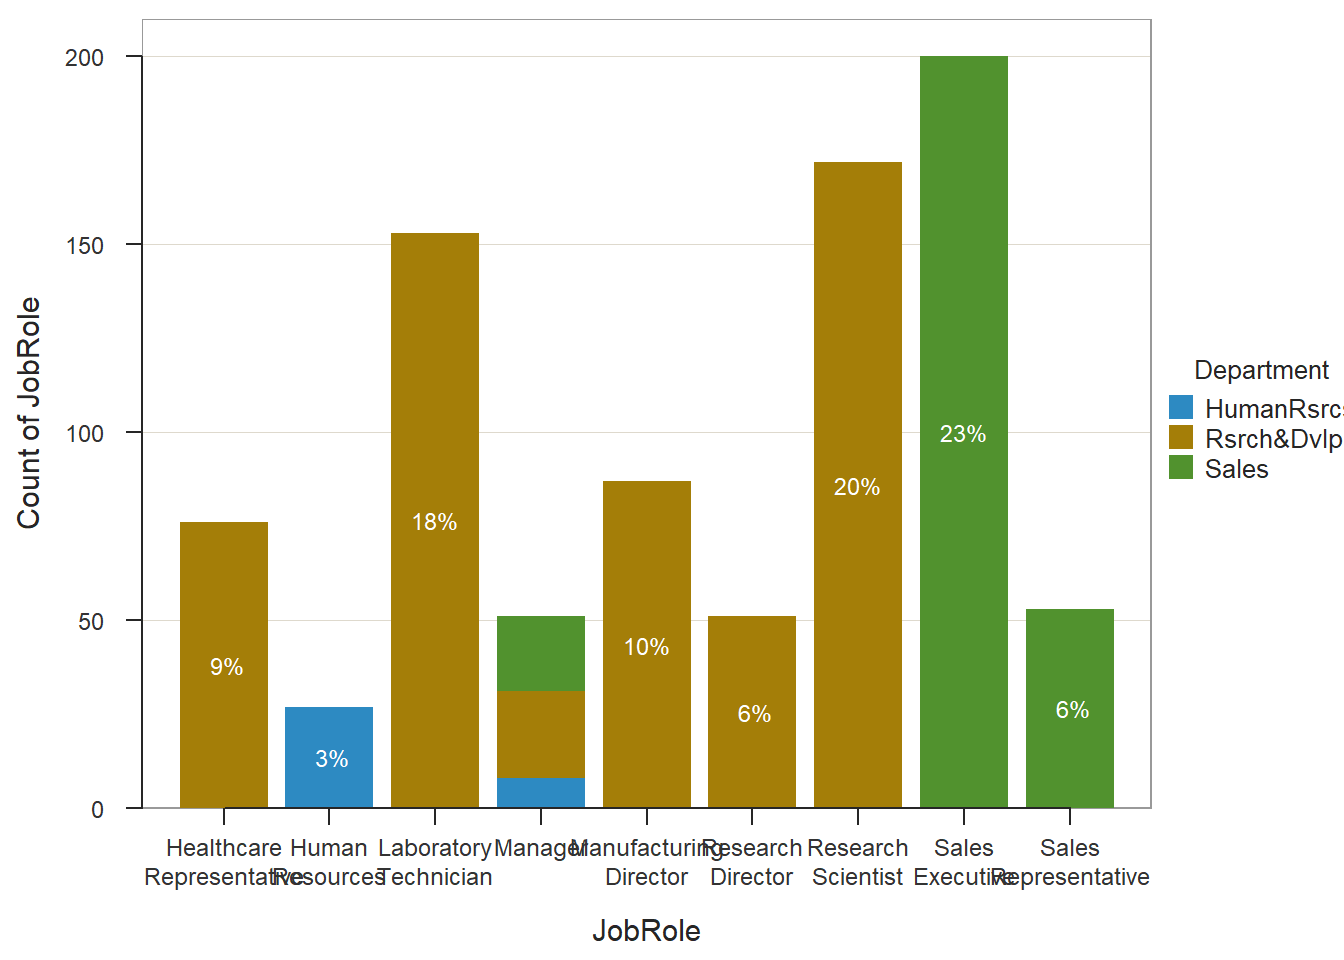 200
150
100
50
0
Count of JobRole
9%
3%
18%
10%
6%
20%
23%
6%
Healthcare Representative
Human Resources
Laboratory Technician
Manager
Manufacturing Director
Research Director
Research Scientist
Sales Executive
Sales Representative
JobRole
Department
HumanRsrcs
Rsrch&Dvlp
Sales